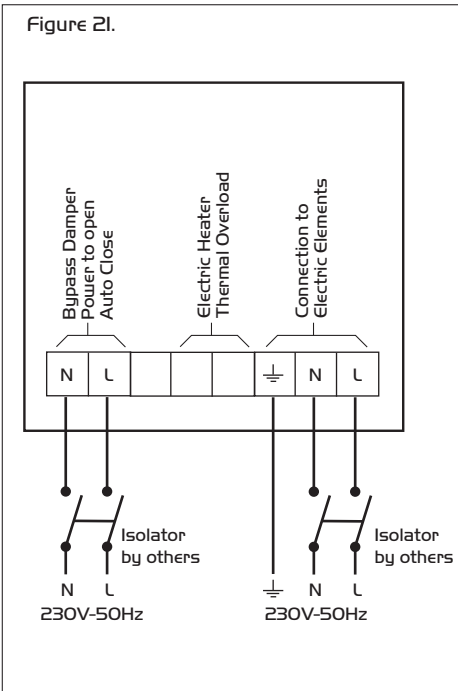 Figure 21.
Bypass Damper
Power to open
Auto Close
Electric Heater
Thermal Overload
Connection to
Electric Elements
N L N L
Isolator
by others
Isolator
by others
N L N L
230V-50Hz 230V-50Hz